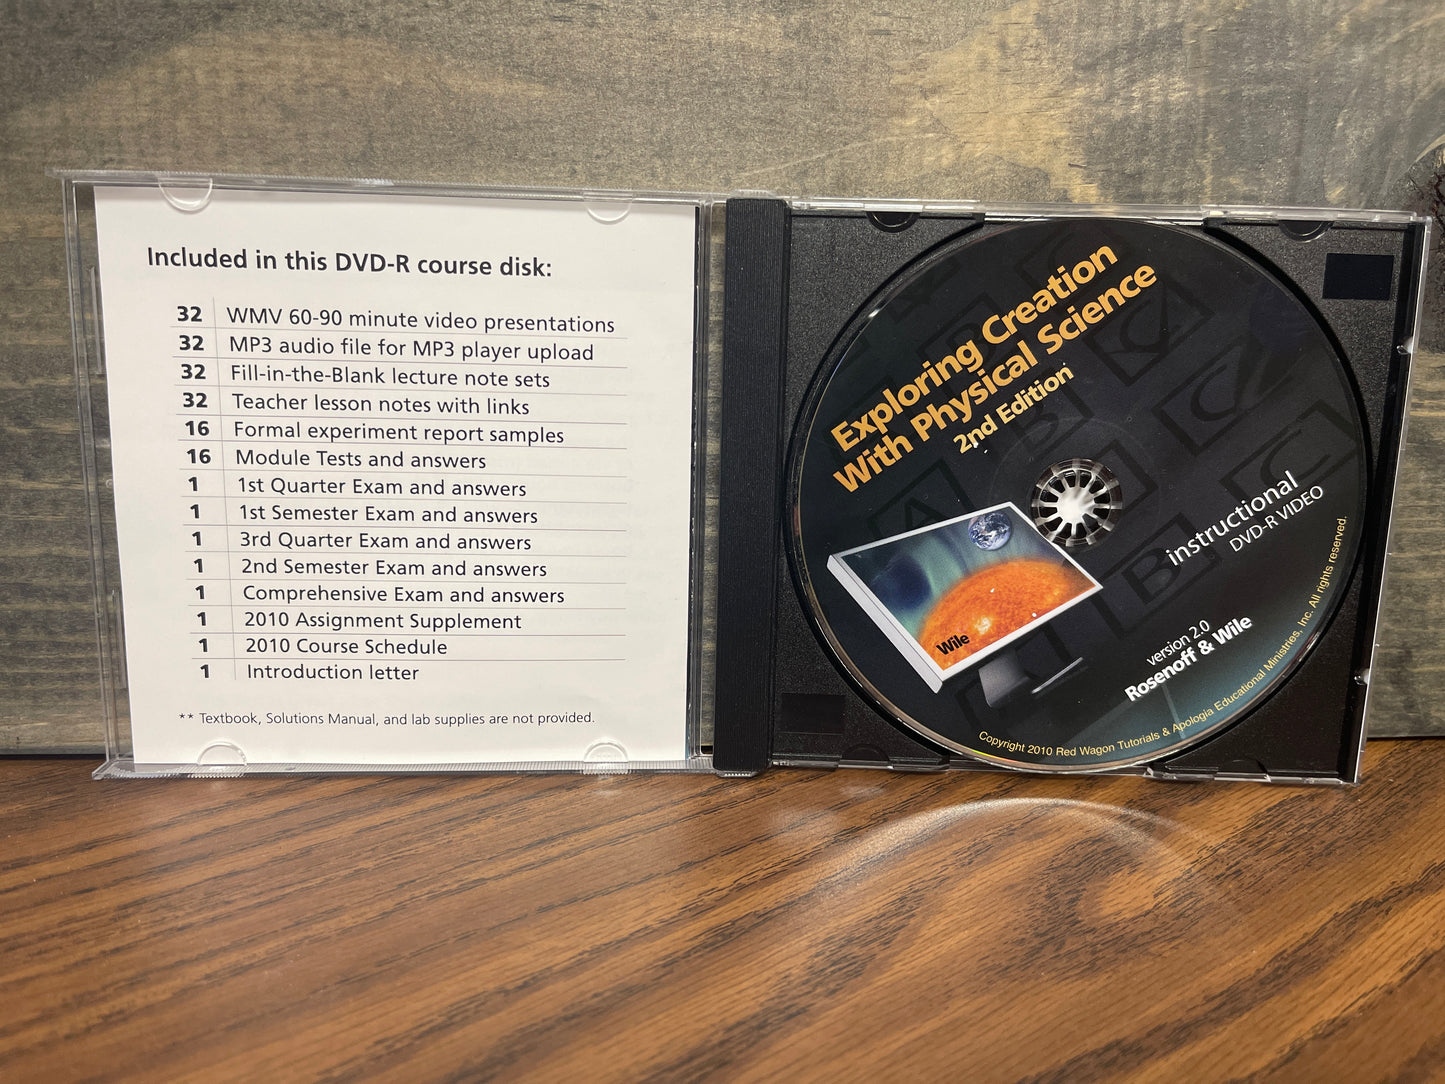 Included in this DVD-R course disk:
32 WMV 60-90 minute video presentations
32 MP3 audio file for MP3 player upload
32 Fill-in-the-Blank lecture note sets
32 Teacher lesson notes with links
16 Formal experiment report samples
16 Module Tests and answers
1 1st Quarter Exam and answers
1 1st Semester Exam and answers
1 3rd Quarter Exam and answers
1 2nd Semester Exam and answers
1 Comprehensive Exam and answers
1 2010 Assignment Supplement
1 2010 Course Schedule
1 Introduction letter
** Textbook, Solutions Manual, and lab supplies are not provided.
Exploring Creation
With Physical Science
2nd Edition
instructional
DVD-R VIDEO
Wile
version 2.0
Rosenoff & Wile
Copyright 2010 Red Wagon Tutorials & Apologia Educational Ministries, Inc. All rights reserved.
A
B
C
C
B
C